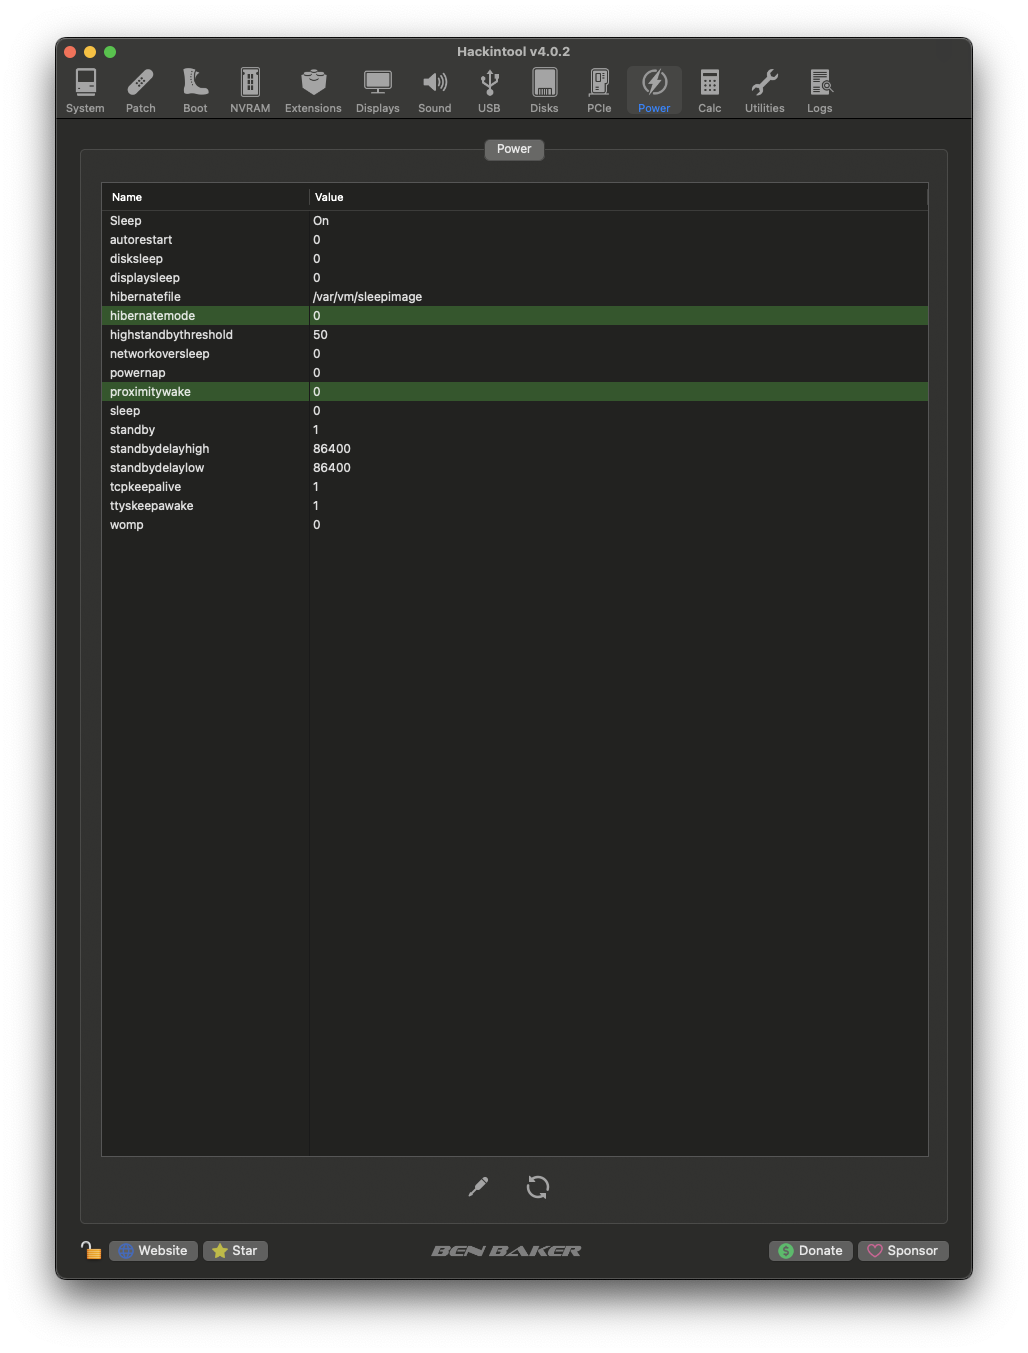 Hackintool v4.0.2
System Patch Boot NVRAM Extensions Displays Sound USB Disks PCIe Power Calc Utilities Logs
Power
Name Value
Sleep On
autorestart 0
disksleep 0
displaysleep 0
hibernatefile /var/vm/sleepimage
hibernatemode 0
highstandbythreshold 50
networkoversleep 0
powernap 0
proximitywake 0
sleep 0
standby 1
standbydelayhigh 86400
standbydelaylow 86400
tcpkeepalive 1
ttyskeepawake 1
womp 0
Website Star BEN BAKER Donate Sponsor